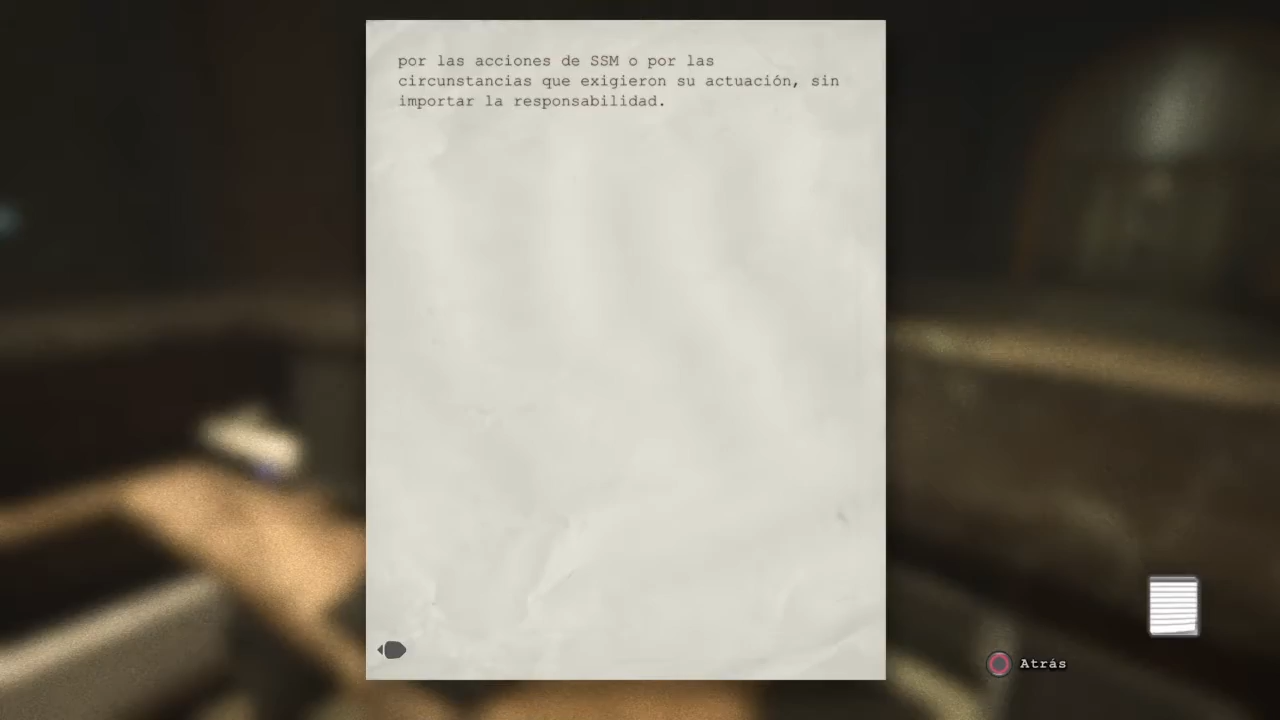 por las acciones de SSM o por las
circunstancias que exigieron su actuación, sin
importar la responsabilidad.
Atrás